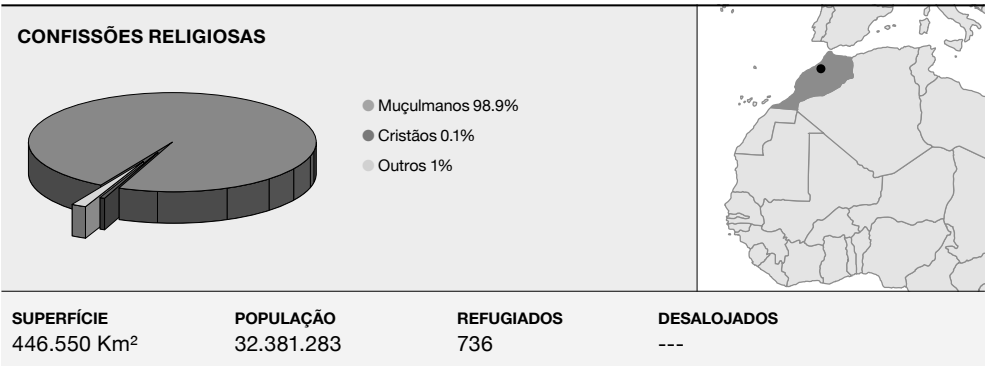 CONFISSÕES RELIGIOSAS
Muçulmanos 98.9%
Cristãos 0.1%
Outros 1%
SUPERFÍCIE
446.550 Km²
POPULAÇÃO
32.381.283
REFUGIADOS
736
DESALOJADOS
---